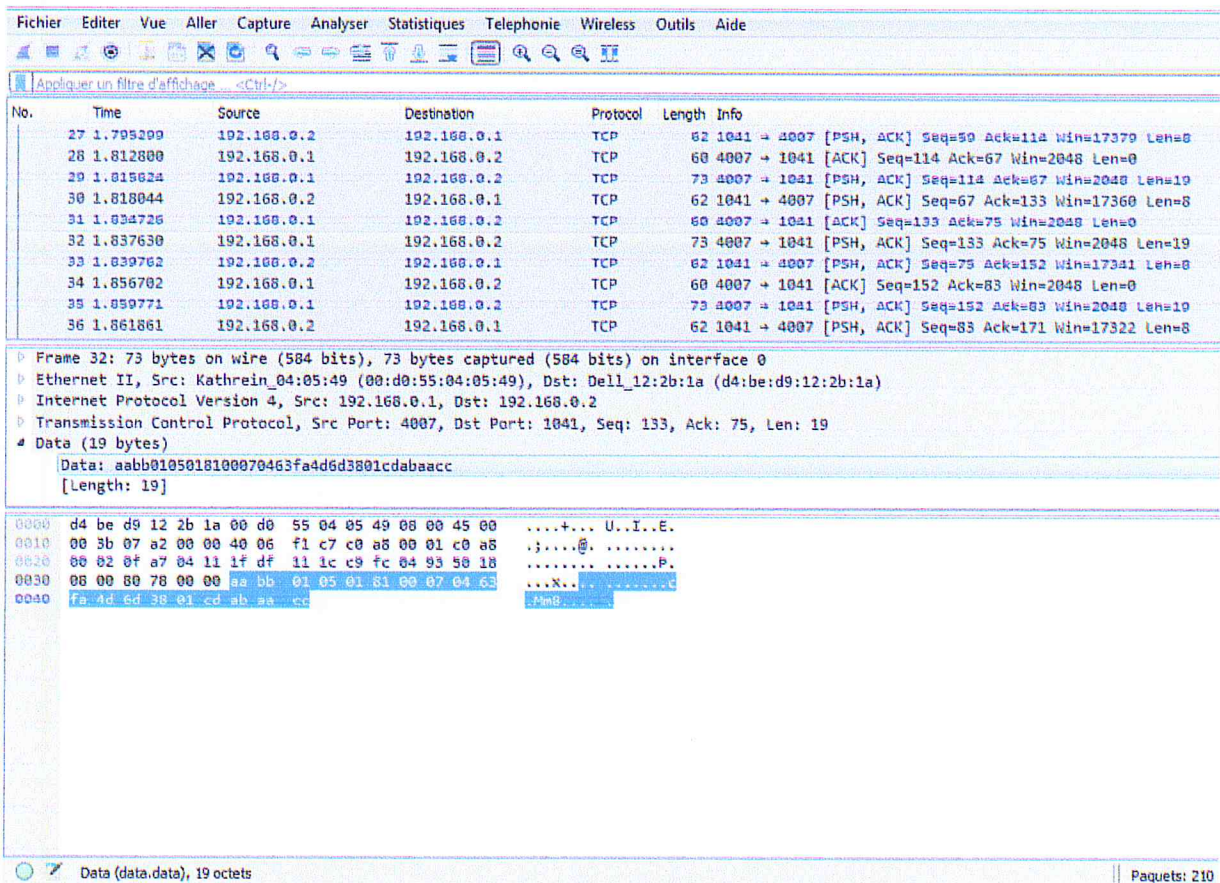 Fichier Editer Vue Aller Capture Analyser Statistiques Telephonie Wireless Outils Aide
Appliquer un filtre d'affichage ... <Ctrl-/>
No. Time Source Destination Protocol Length Info
27 1.795299 192.168.0.2 192.168.0.1 TCP 62 1041 → 4007 [PSH, ACK] Seq=59 Ack=114 Win=17379 Len=8
28 1.812800 192.168.0.1 192.168.0.2 TCP 60 4007 → 1041 [ACK] Seq=114 Ack=67 Win=2048 Len=0
29 1.815624 192.168.0.1 192.168.0.2 TCP 73 4007 → 1041 [PSH, ACK] Seq=114 Ack=67 Win=2048 Len=19
30 1.818044 192.168.0.2 192.168.0.1 TCP 62 1041 → 4007 [PSH, ACK] Seq=67 Ack=133 Win=17360 Len=8
31 1.834726 192.168.0.1 192.168.0.2 TCP 60 4007 → 1041 [ACK] Seq=133 Ack=75 Win=2048 Len=0
32 1.837630 192.168.0.1 192.168.0.2 TCP 73 4007 → 1041 [PSH, ACK] Seq=133 Ack=75 Win=2048 Len=19
33 1.839762 192.168.0.2 192.168.0.1 TCP 62 1041 → 4007 [PSH, ACK] Seq=75 Ack=152 Win=17341 Len=8
34 1.856702 192.168.0.1 192.168.0.2 TCP 60 4007 → 1041 [ACK] Seq=152 Ack=83 Win=2048 Len=0
35 1.859771 192.168.0.1 192.168.0.2 TCP 73 4007 → 1041 [PSH, ACK] Seq=152 Ack=83 Win=2048 Len=19
36 1.861861 192.168.0.2 192.168.0.1 TCP 62 1041 → 4007 [PSH, ACK] Seq=83 Ack=171 Win=17322 Len=8
Frame 32: 73 bytes on wire (584 bits), 73 bytes captured (584 bits) on interface 0
Ethernet II, Src: Kathrein_04:05:49 (00:d0:55:04:05:49), Dst: Dell_12:2b:1a (d4:be:d9:12:2b:1a)
Internet Protocol Version 4, Src: 192.168.0.1, Dst: 192.168.0.2
Transmission Control Protocol, Src Port: 4007, Dst Port: 1041, Seq: 133, Ack: 75, Len: 19
Data (19 bytes)
Data: aabb0105018100070463fa4d6d3801cdabaacc
[Length: 19]
0000 d4 be d9 12 2b 1a 00 d0 55 04 05 49 08 00 45 00 ....+... U..I..E.
0010 00 3b 07 a2 00 00 40 06 f1 c7 c0 a8 00 01 c0 a8 .;....@. ........
0020 00 02 0f a7 04 11 1f df 11 1c c9 fc 04 93 50 18 ........ ......P.
0030 08 00 80 78 00 00 aa bb 01 05 01 81 00 07 04 63 ...x.... .......c
0040 fa 4d 6d 38 01 cd ab aa cc .Mm8.... .
Data (data.data), 19 octets
Paquets: 210